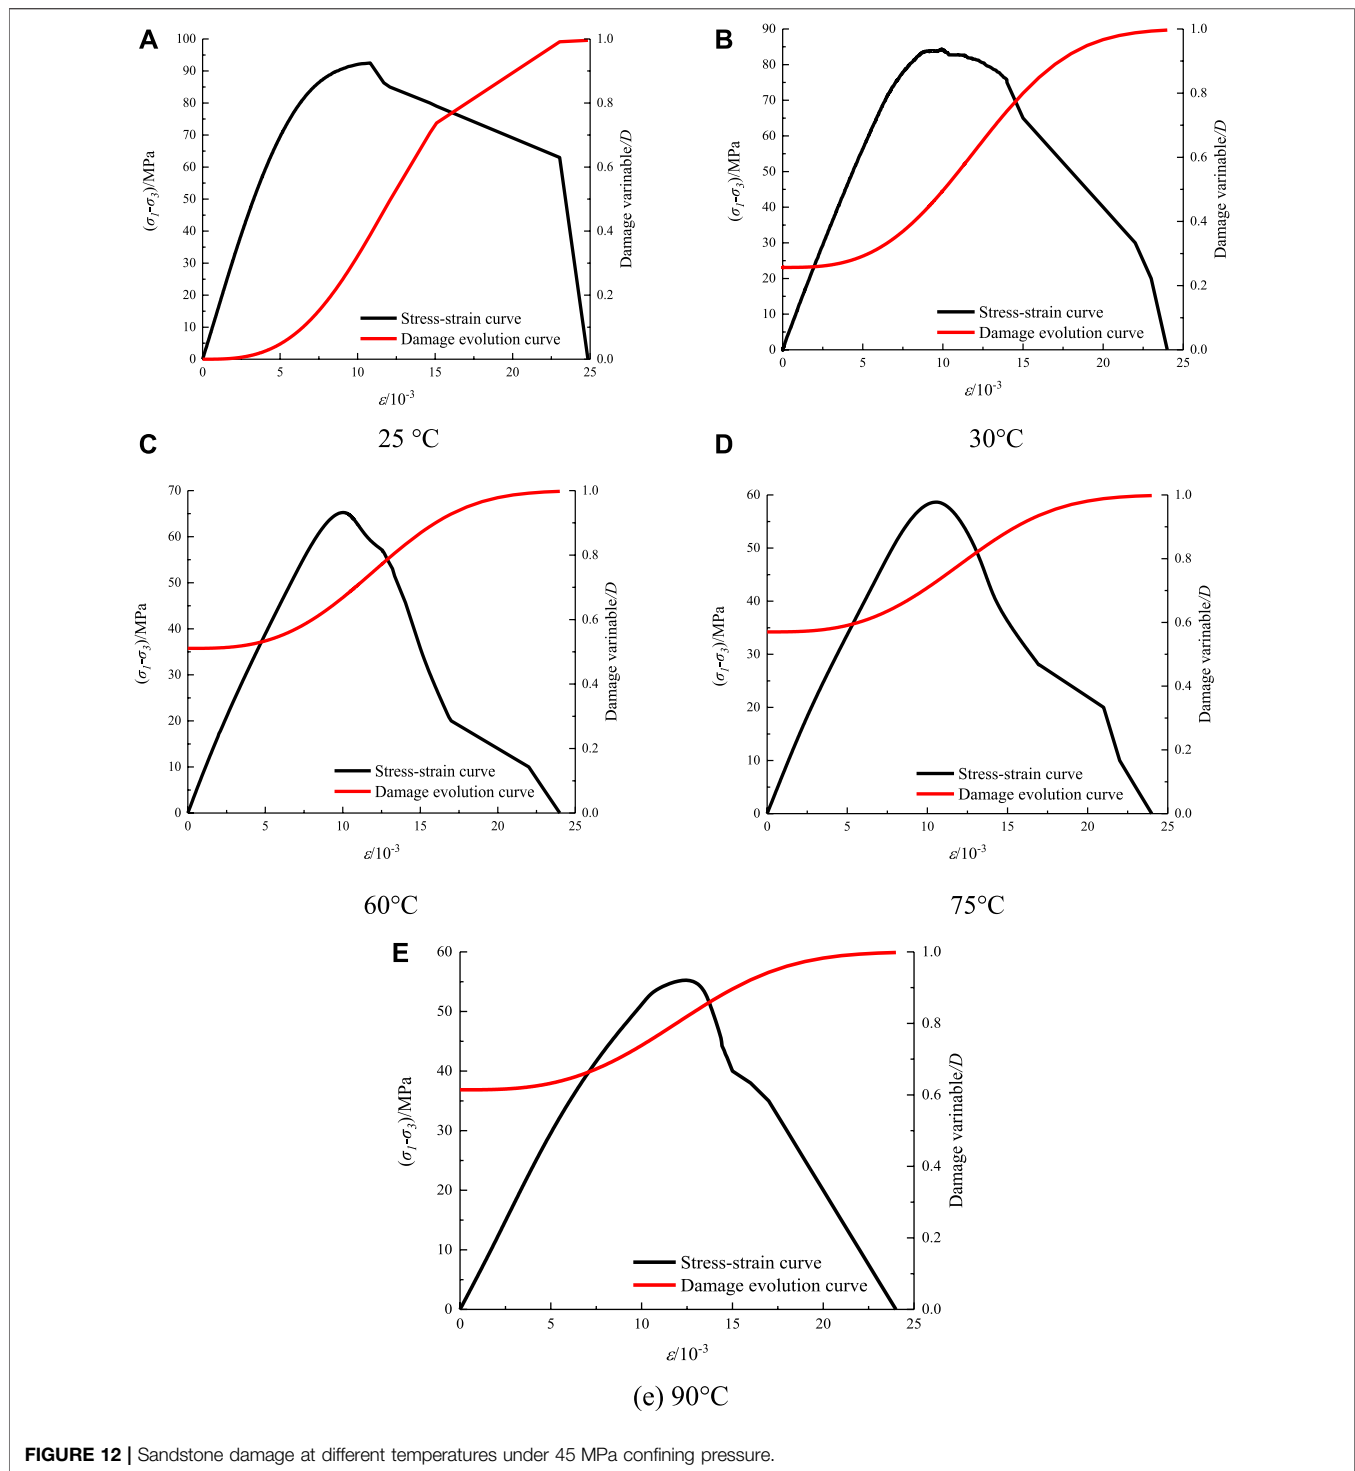 A
100
90
80
70
60
50
40
30
20
10
0
(σ1-σ3)/MPa
1.0
0.8
0.6
0.4
0.2
0.0
Damage varinable/D
Stress-strain curve
Damage evolution curve
0 5 10 15 20 25
ε/10-3
25 °C
B
90
80
70
60
50
40
30
20
10
0
(σ1-σ3)/MPa
1.0
0.8
0.6
0.4
0.2
0.0
Damage varinable/D
Stress-strain curve
Damage evolution curve
0 5 10 15 20 25
ε/10-3
30°C
C
70
60
50
40
30
20
10
0
(σ1-σ3)/MPa
1.0
0.8
0.6
0.4
0.2
0.0
Damage varinable/D
Stress-strain curve
Damage evolution curve
0 5 10 15 20 25
ε/10-3
60°C
D
60
50
40
30
20
10
0
(σ1-σ3)/MPa
1.0
0.8
0.6
0.4
0.2
0.0
Damage varinable/D
Stress-strain curve
Damage evolution curve
0 5 10 15 20 25
ε/10-3
75°C
E
60
50
40
30
20
10
0
(σ1-σ3)/MPa
1.0
0.8
0.6
0.4
0.2
0.0
Damage varinable/D
Stress-strain curve
Damage evolution curve
0 5 10 15 20 25
ε/10-3
(e) 90°C
FIGURE 12 | Sandstone damage at different temperatures under 45 MPa confining pressure.